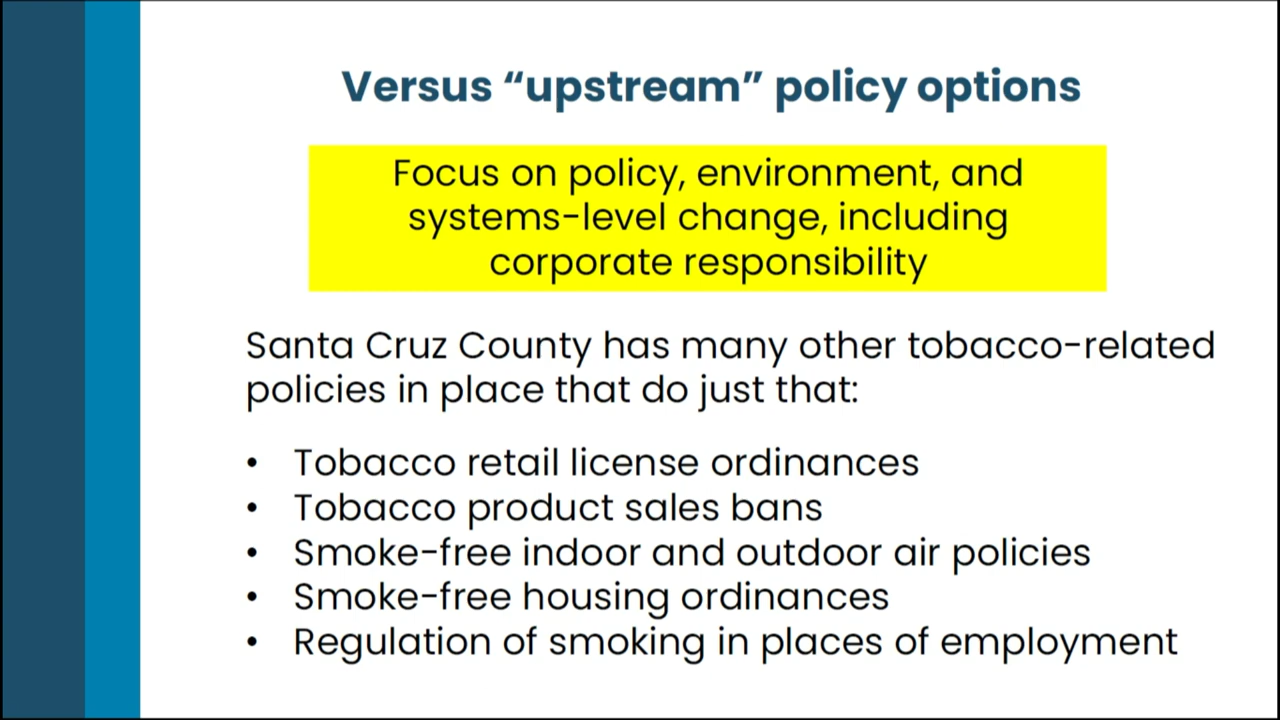 Versus “upstream” policy options
Focus on policy, environment, and
systems-level change, including
corporate responsibility
Santa Cruz County has many other tobacco-related
policies in place that do just that:
• Tobacco retail license ordinances
• Tobacco product sales bans
• Smoke-free indoor and outdoor air policies
• Smoke-free housing ordinances
• Regulation of smoking in places of employment